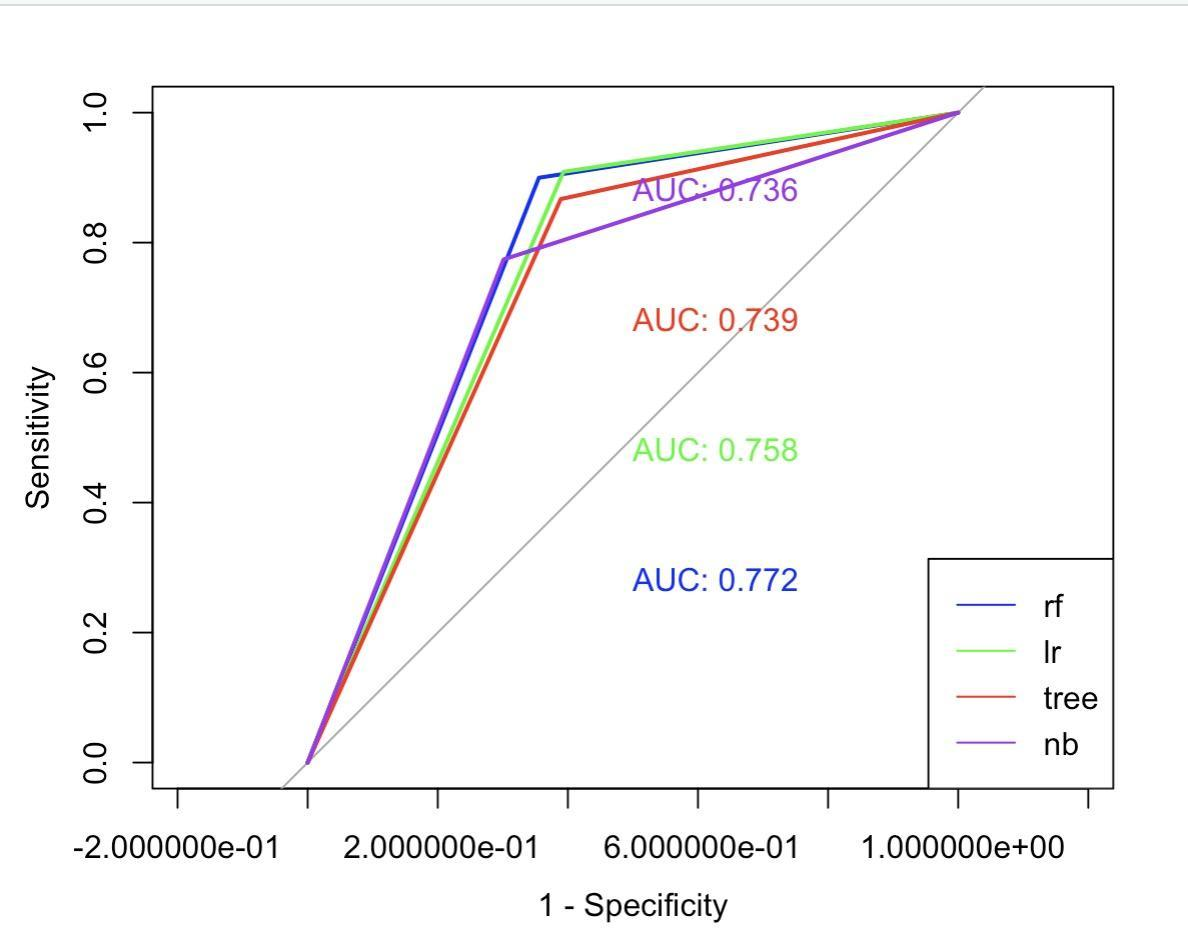 1.0
0.8
0.6
0.4
0.2
0.0
Sensitivity
AUC: 0.736
AUC: 0.739
AUC: 0.758
AUC: 0.772
rf
lr
tree
nb
-2.000000e-01 2.000000e-01 6.000000e-01 1.000000e+00
1 - Specificity